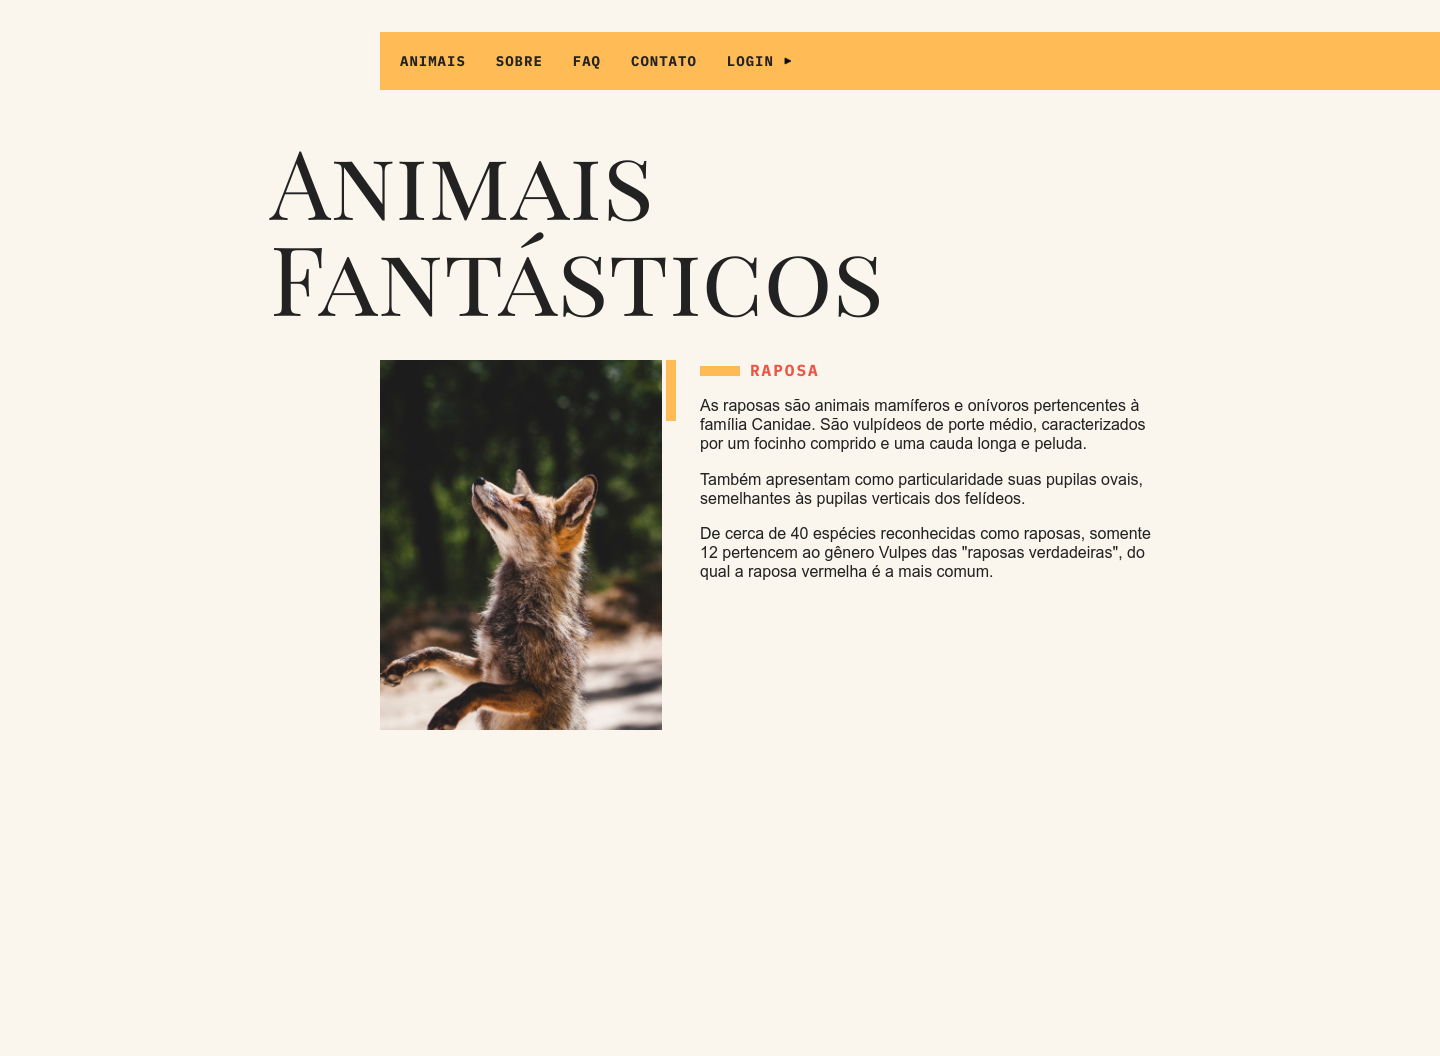 ANIMAIS SOBRE FAQ CONTATO LOGIN ▸
Animais
Fantásticos
RAPOSA
As raposas são animais mamíferos e onívoros pertencentes à
família Canidae. São vulpídeos de porte médio, caracterizados
por um focinho comprido e uma cauda longa e peluda.
Também apresentam como particularidade suas pupilas ovais,
semelhantes às pupilas verticais dos felídeos.
De cerca de 40 espécies reconhecidas como raposas, somente
12 pertencem ao gênero Vulpes das "raposas verdadeiras", do
qual a raposa vermelha é a mais comum.